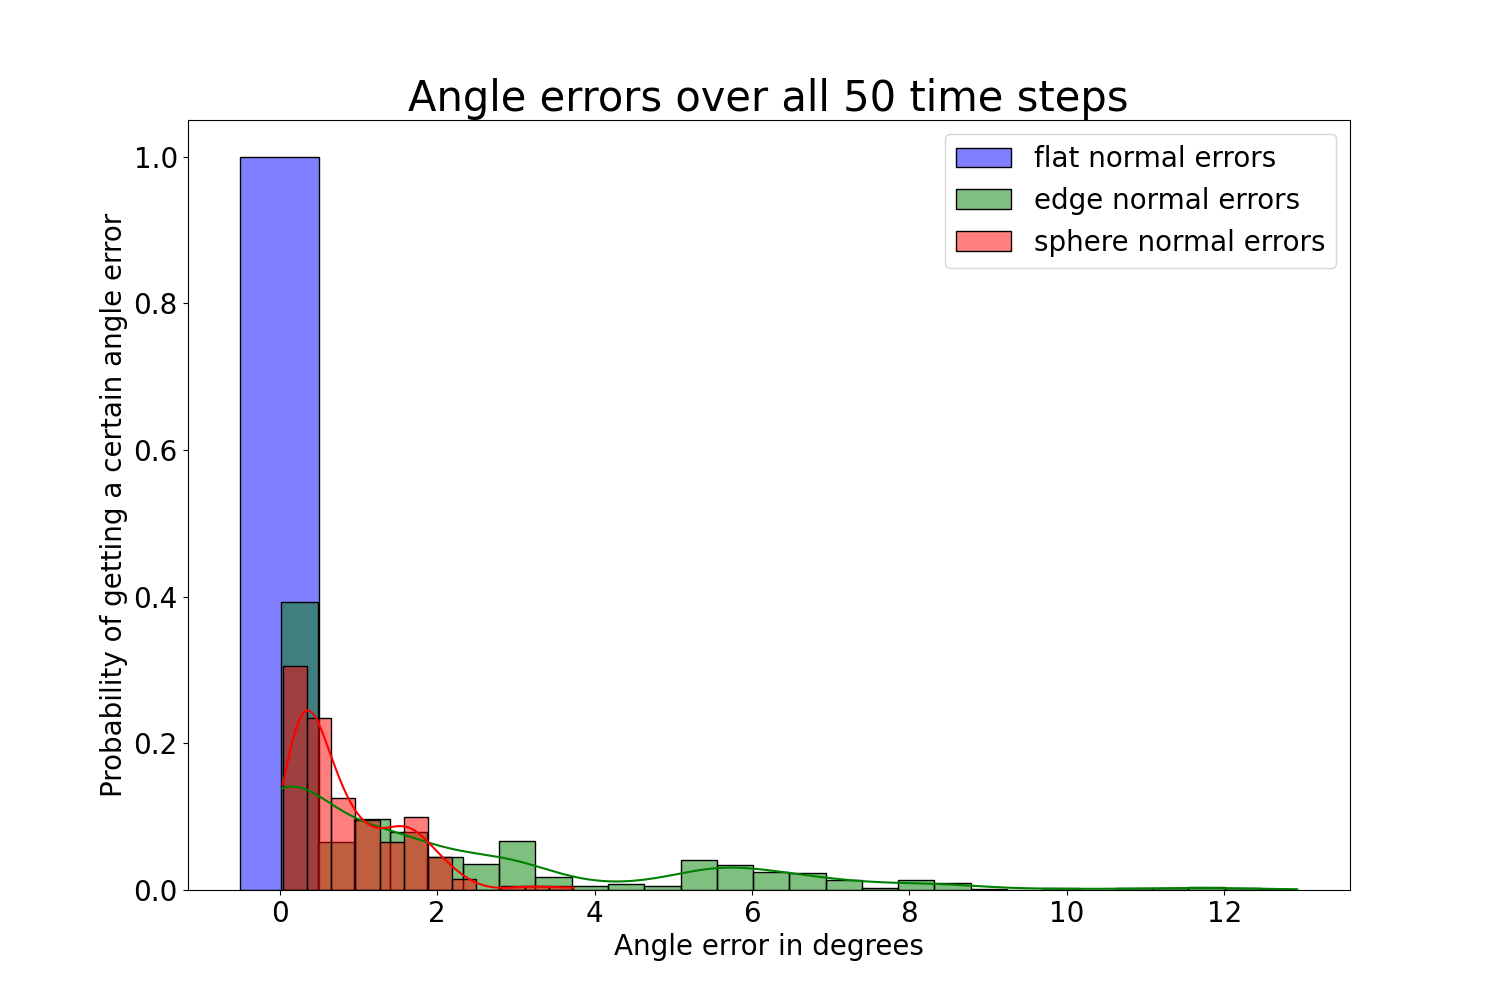 Angle errors over all 50 time steps
flat normal errors
edge normal errors
sphere normal errors
Probability of getting a certain angle error
1.0
0.8
0.6
0.4
0.2
0.0
0 2 4 6 8 10 12
Angle error in degrees